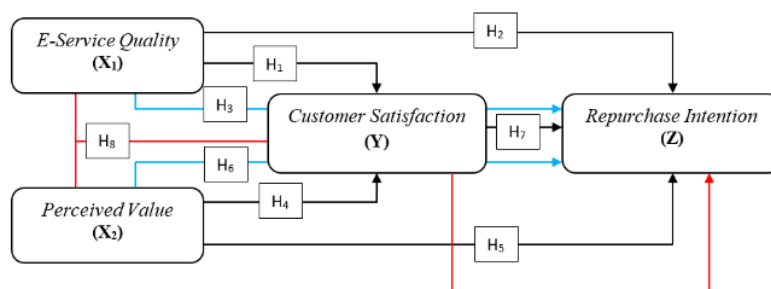 E-Service Quality
(X₁)
H₂
H₁
H₃
Customer Satisfaction
(Y)
H₇
Repurchase Intention
(Z)
H₈
H₆
Perceived Value
(X₂)
H₄
H₅